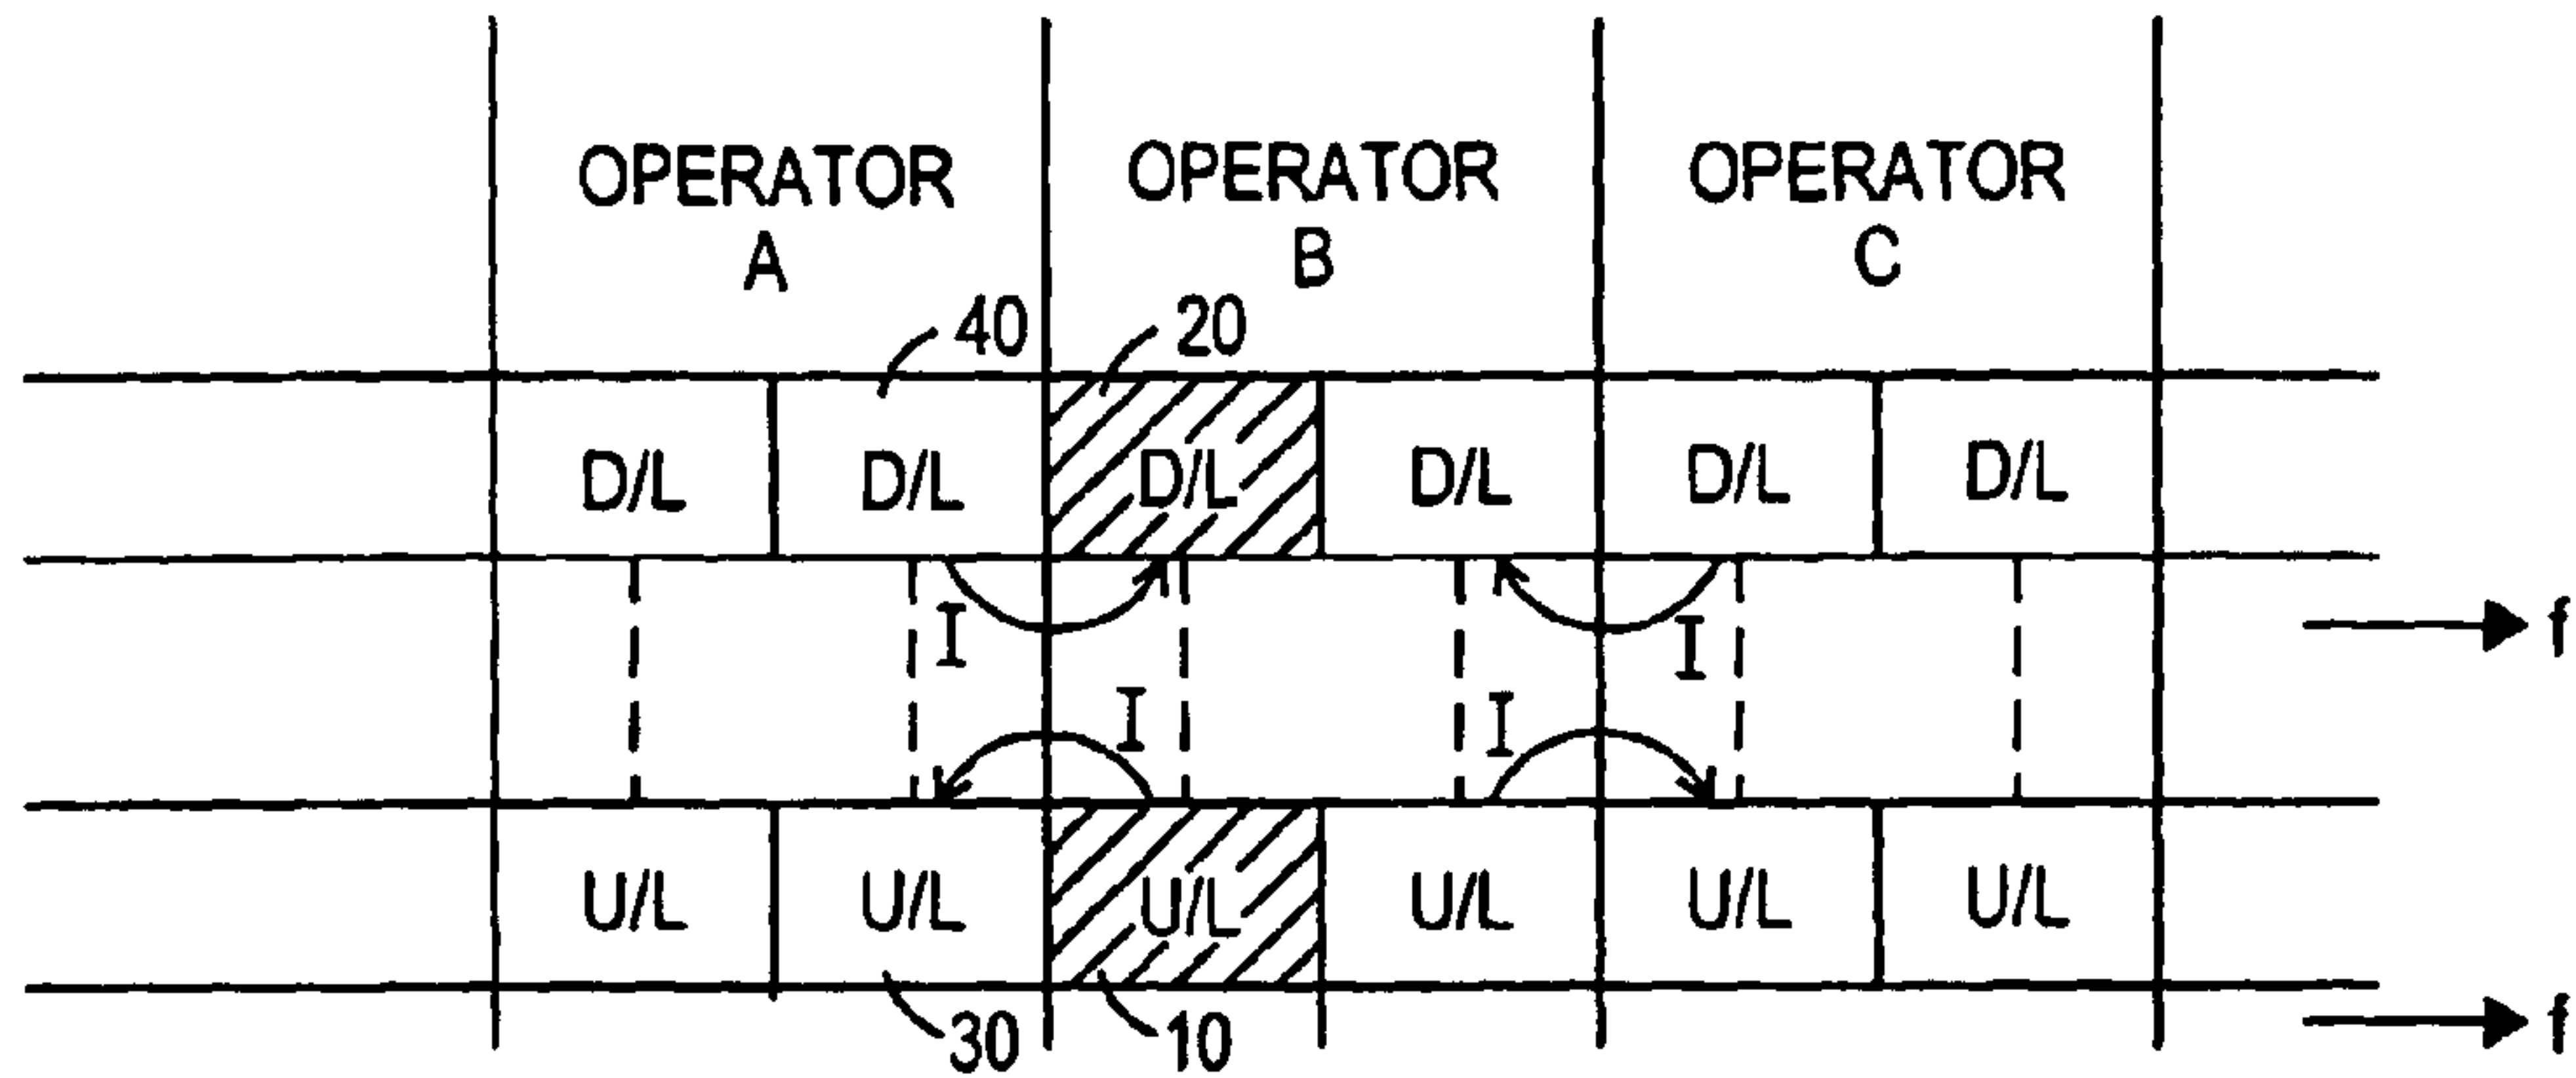 OPERATOR A
OPERATOR B
OPERATOR C
40
20
D/L D/L D/L D/L D/L D/L
I
I
f
I
I
U/L U/L U/L U/L U/L U/L
30
10
f